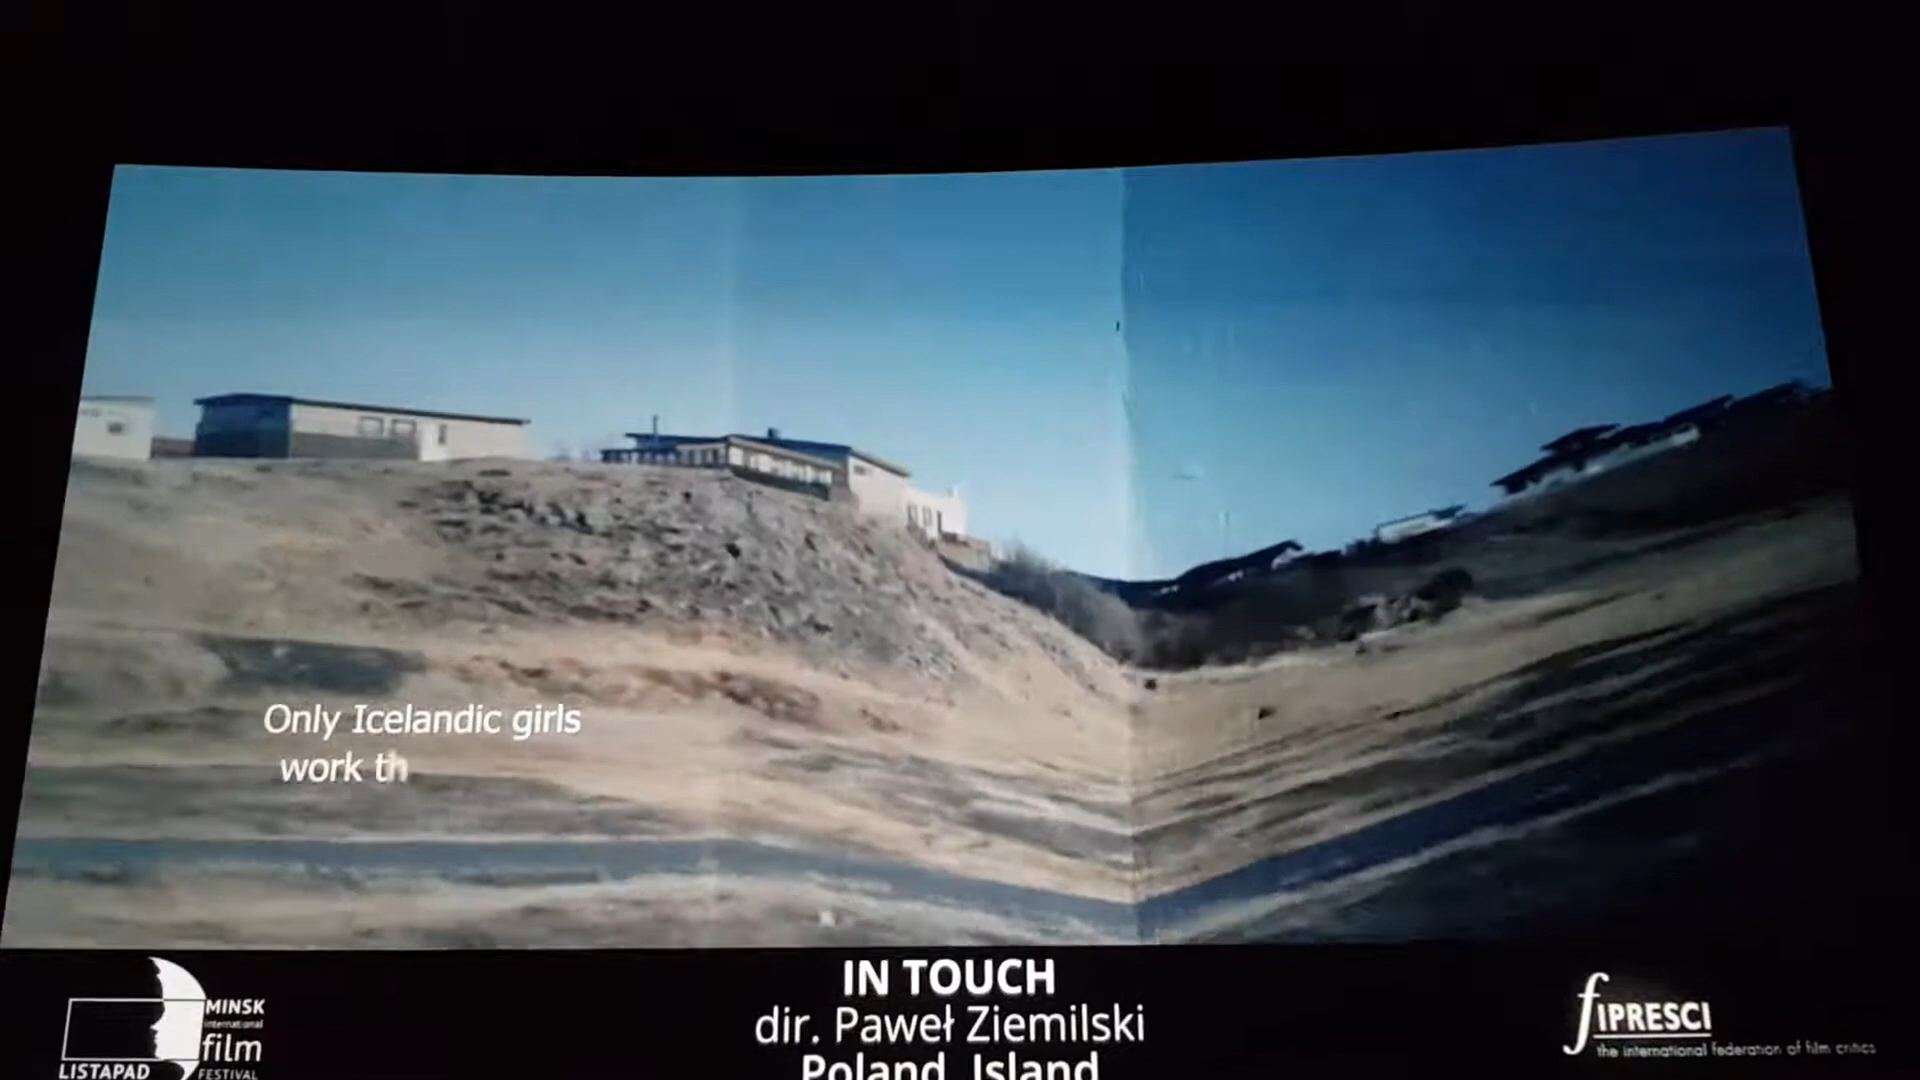 Only Icelandic girls
work th
IN TOUCH
dir. Paweł Ziemilski
Poland, Island
MINSK
international
film
FESTIVAL
LISTAPAD
fIPRESCI
the international federation of film critics